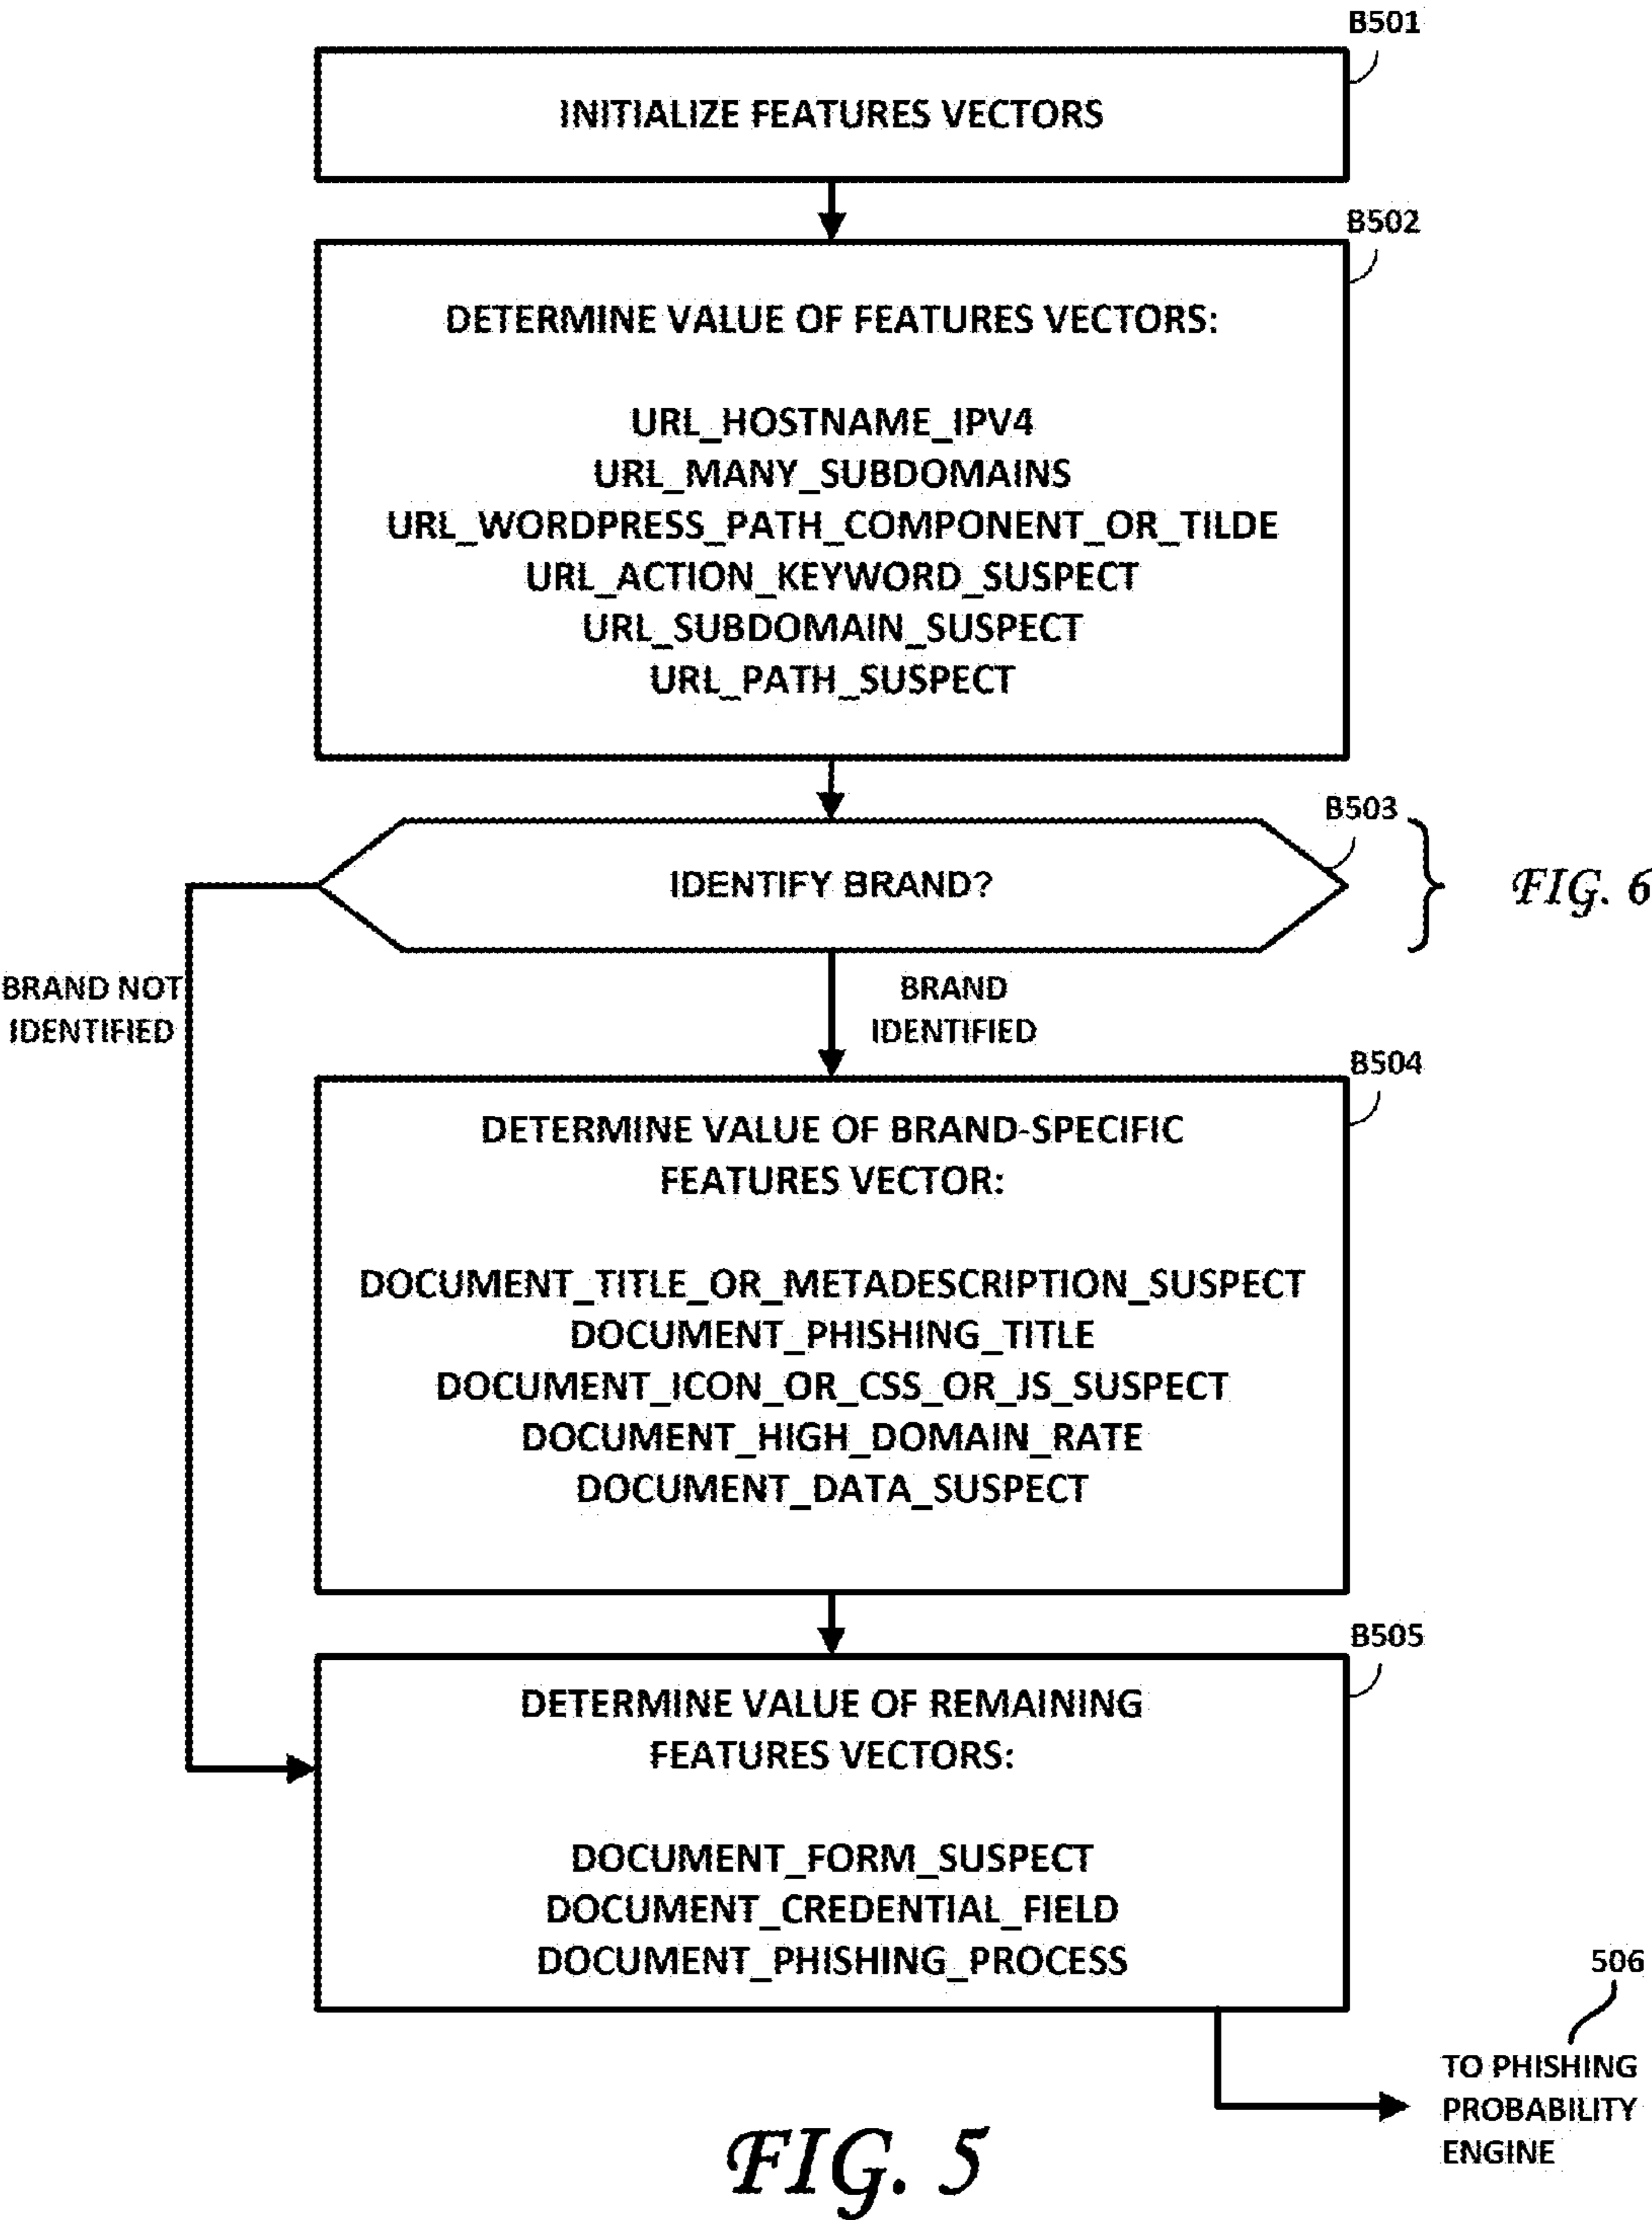 B501
INITIALIZE FEATURES VECTORS
B502
DETERMINE VALUE OF FEATURES VECTORS:
URL_HOSTNAME_IPV4
URL_MANY_SUBDOMAINS
URL_WORDPRESS_PATH_COMPONENT_OR_TILDE
URL_ACTION_KEYWORD_SUSPECT
URL_SUBDOMAIN_SUSPECT
URL_PATH_SUSPECT
B503
IDENTIFY BRAND?
FIG. 6
BRAND NOT
IDENTIFIED
BRAND
IDENTIFIED
B504
DETERMINE VALUE OF BRAND-SPECIFIC
FEATURES VECTOR:
DOCUMENT_TITLE_OR_METADESCRIPTION_SUSPECT
DOCUMENT_PHISHING_TITLE
DOCUMENT_ICON_OR_CSS_OR_JS_SUSPECT
DOCUMENT_HIGH_DOMAIN_RATE
DOCUMENT_DATA_SUSPECT
B505
DETERMINE VALUE OF REMAINING
FEATURES VECTORS:
DOCUMENT_FORM_SUSPECT
DOCUMENT_CREDENTIAL_FIELD
DOCUMENT_PHISHING_PROCESS
506
TO PHISHING
PROBABILITY
ENGINE
FIG. 5